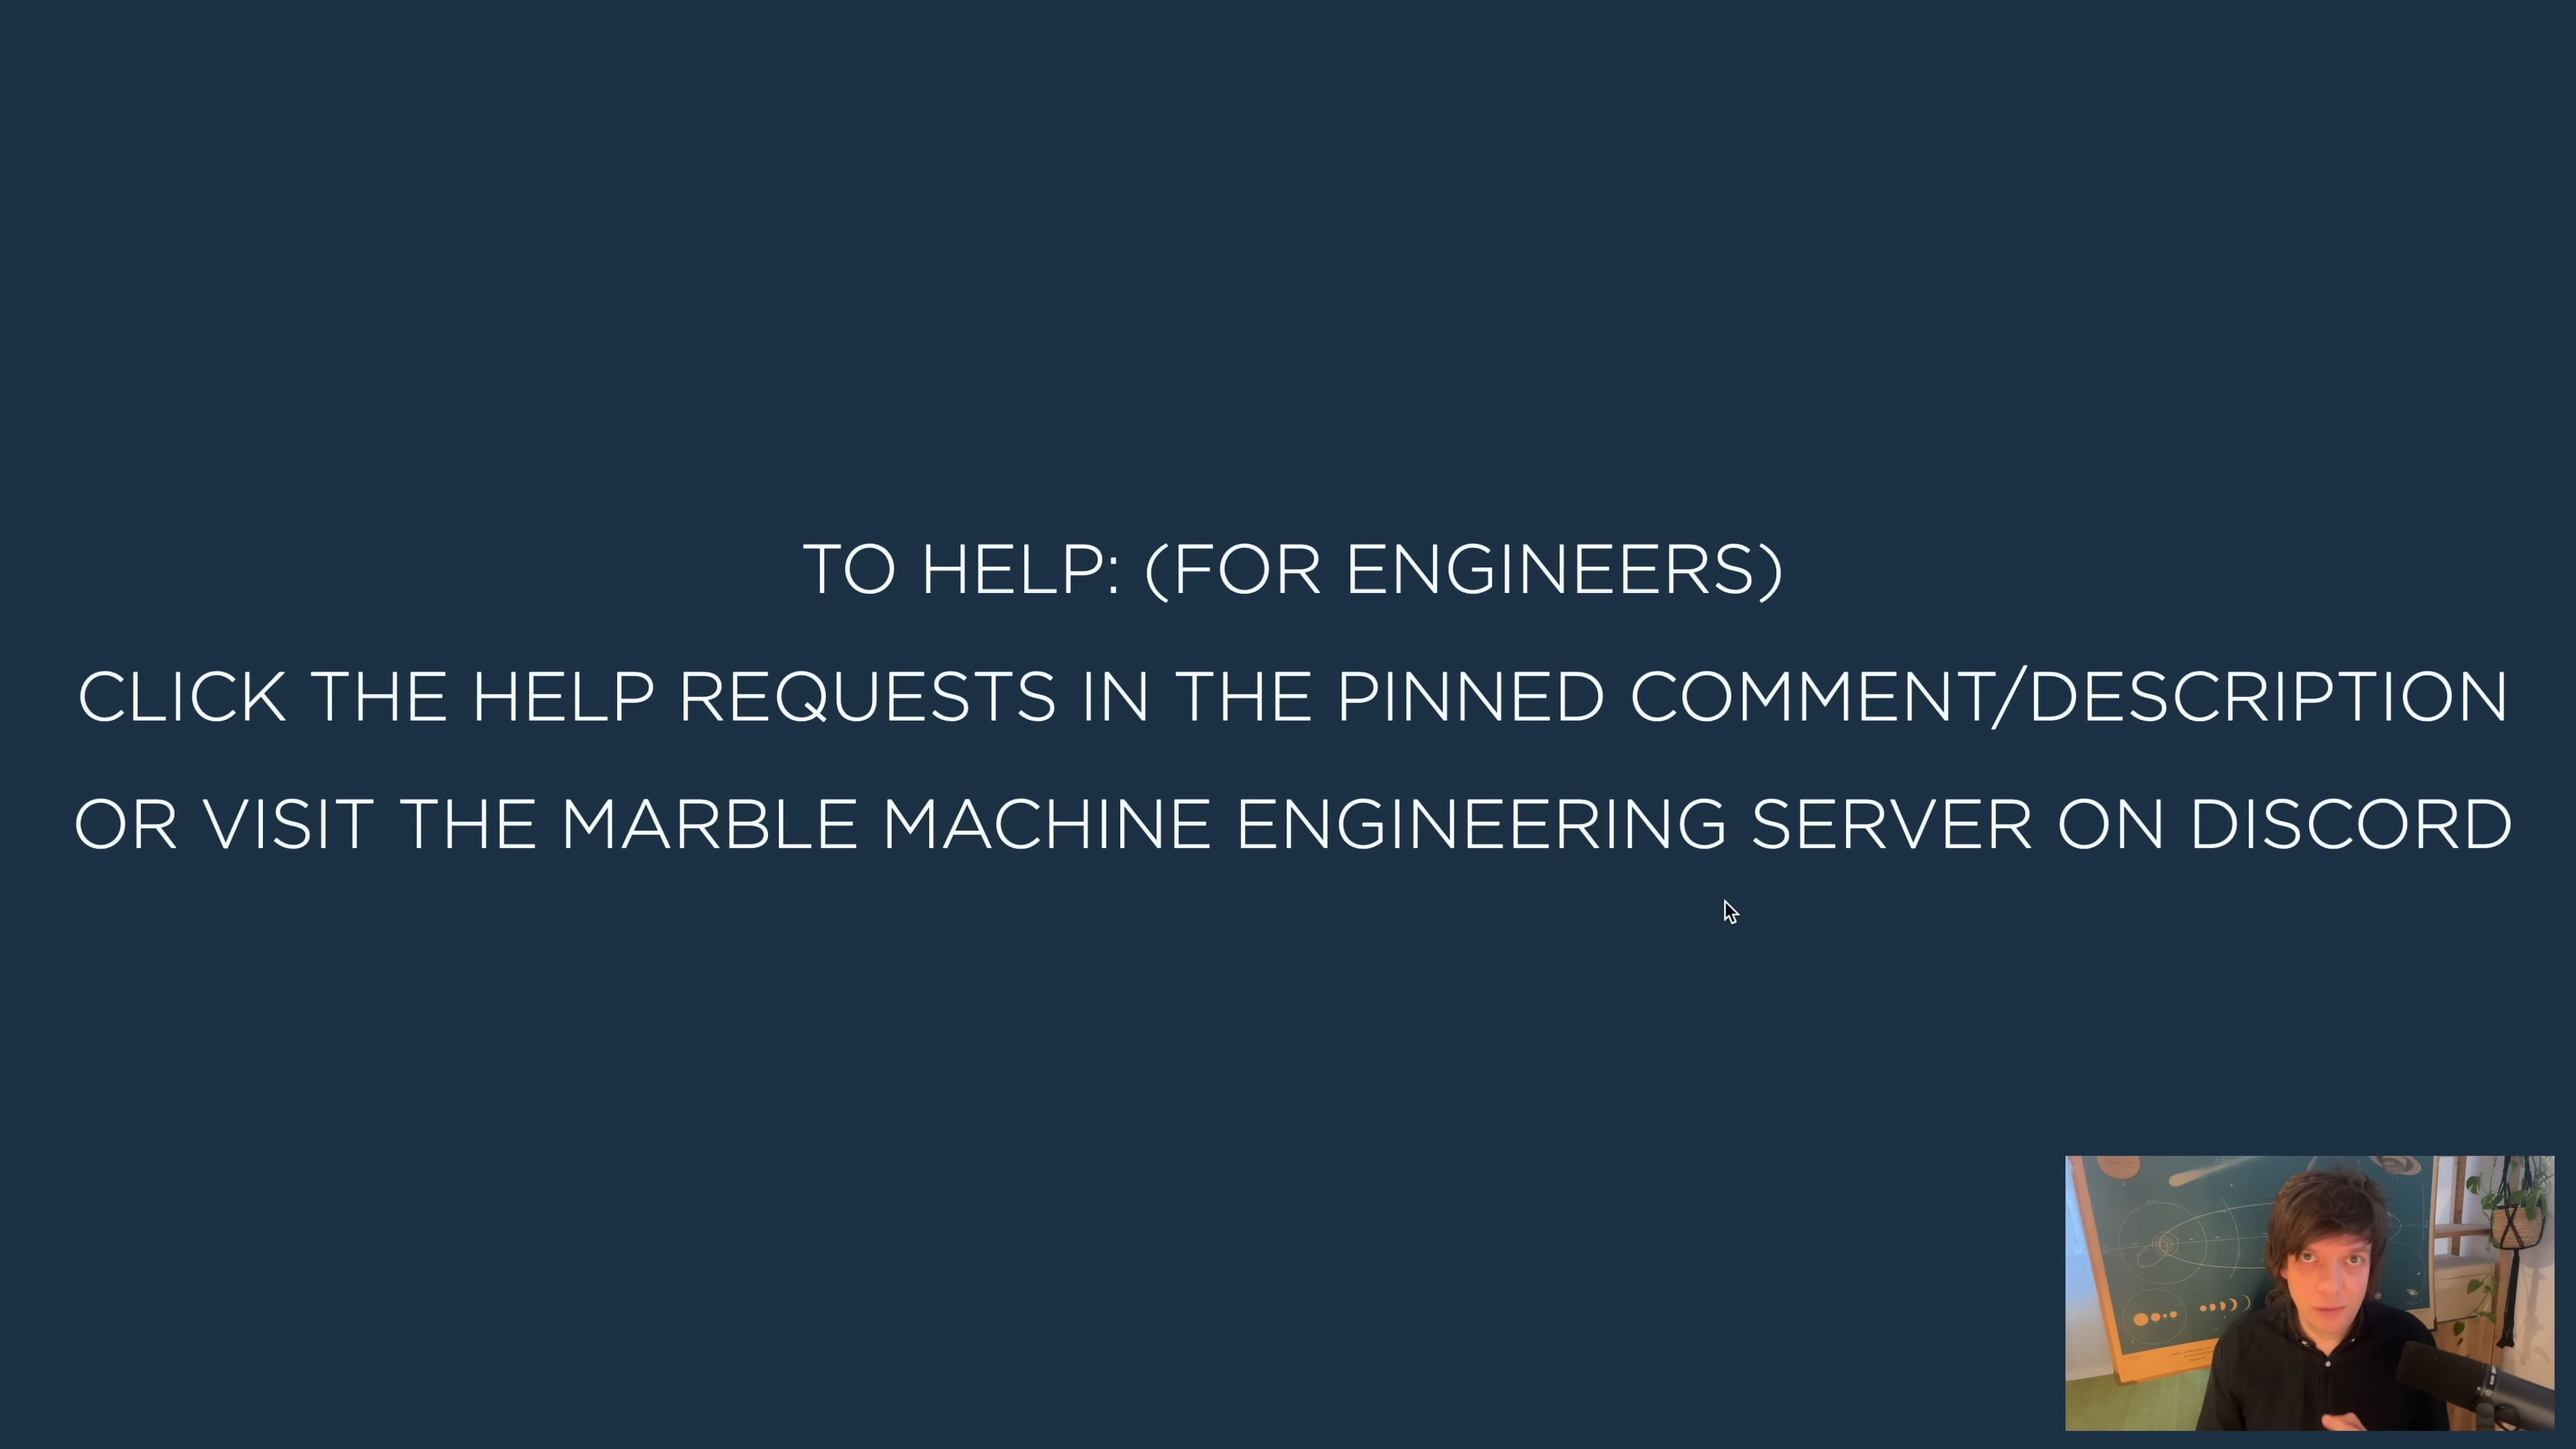 TO HELP: (FOR ENGINEERS)
CLICK THE HELP REQUESTS IN THE PINNED COMMENT/DESCRIPTION
OR VISIT THE MARBLE MACHINE ENGINEERING SERVER ON DISCORD